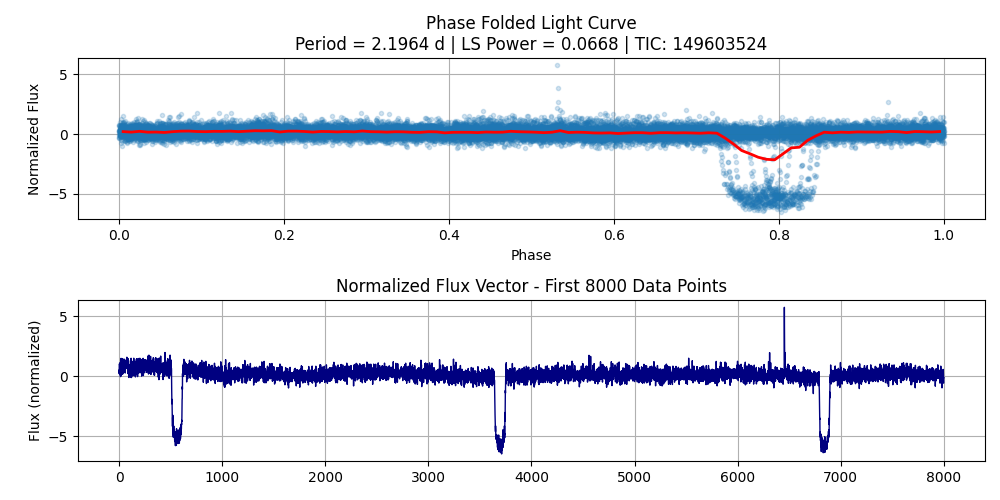 Phase Folded Light Curve
Period = 2.1964 d | LS Power = 0.0668 | TIC: 149603524
Normalized Flux
5
0
−5
0.0 0.2 0.4 0.6 0.8 1.0
Phase
Normalized Flux Vector - First 8000 Data Points
Flux (normalized)
5
0
−5
0 1000 2000 3000 4000 5000 6000 7000 8000